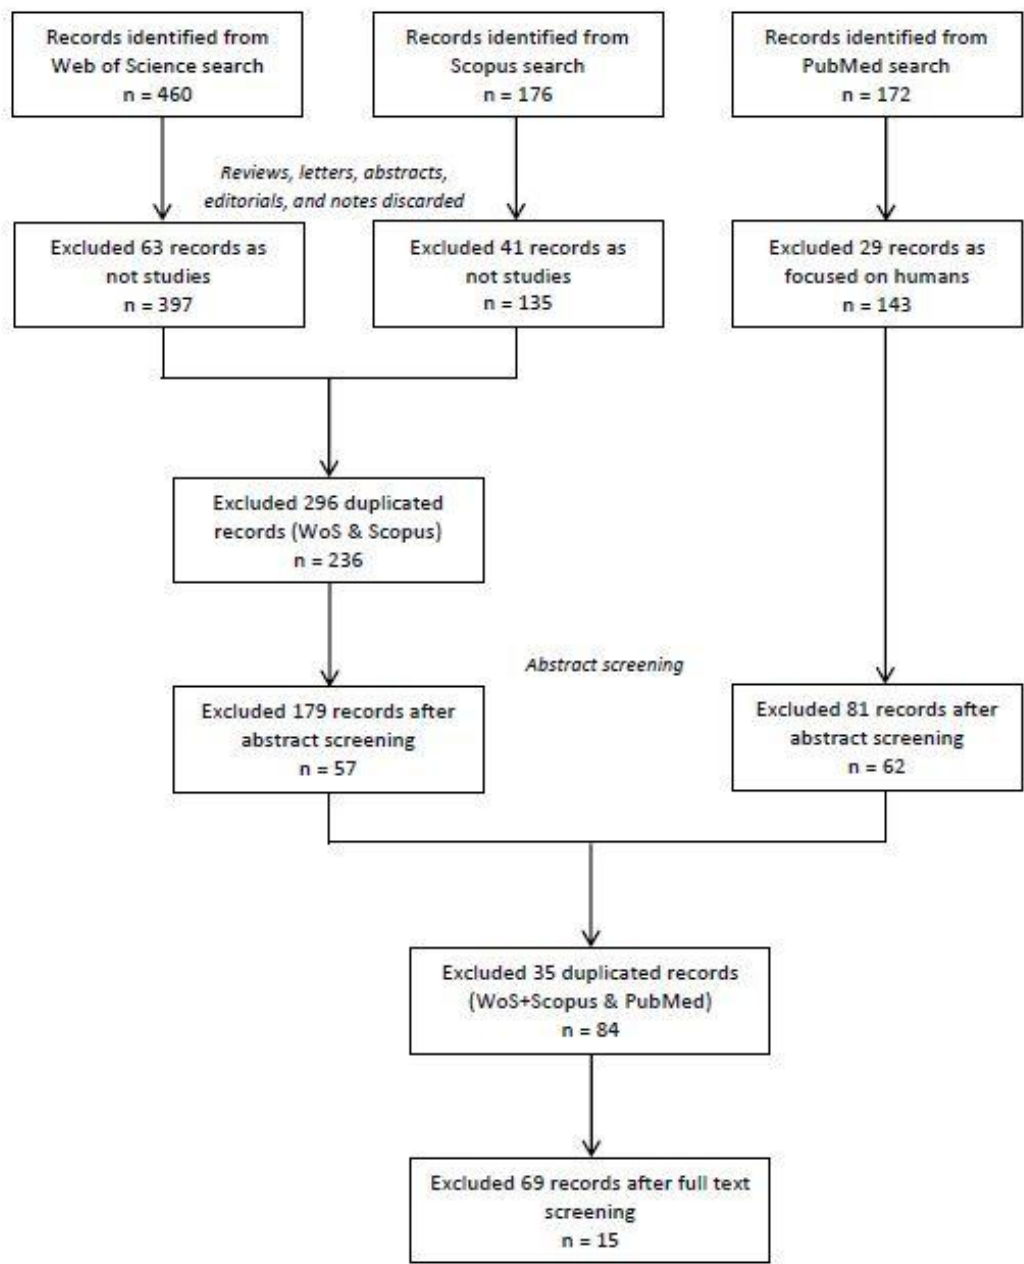 Records identified from
Web of Science search
n = 460
Records identified from
Scopus search
n = 176
Records identified from
PubMed search
n = 172
Reviews, letters, abstracts,
editorials, and notes discarded
Excluded 63 records as
not studies
n = 397
Excluded 41 records as
not studies
n = 135
Excluded 29 records as
focused on humans
n = 143
Excluded 296 duplicated
records (WoS & Scopus)
n = 236
Abstract screening
Excluded 179 records after
abstract screening
n = 57
Excluded 81 records after
abstract screening
n = 62
Excluded 35 duplicated records
(WoS+Scopus & PubMed)
n = 84
Excluded 69 records after full text
screening
n = 15